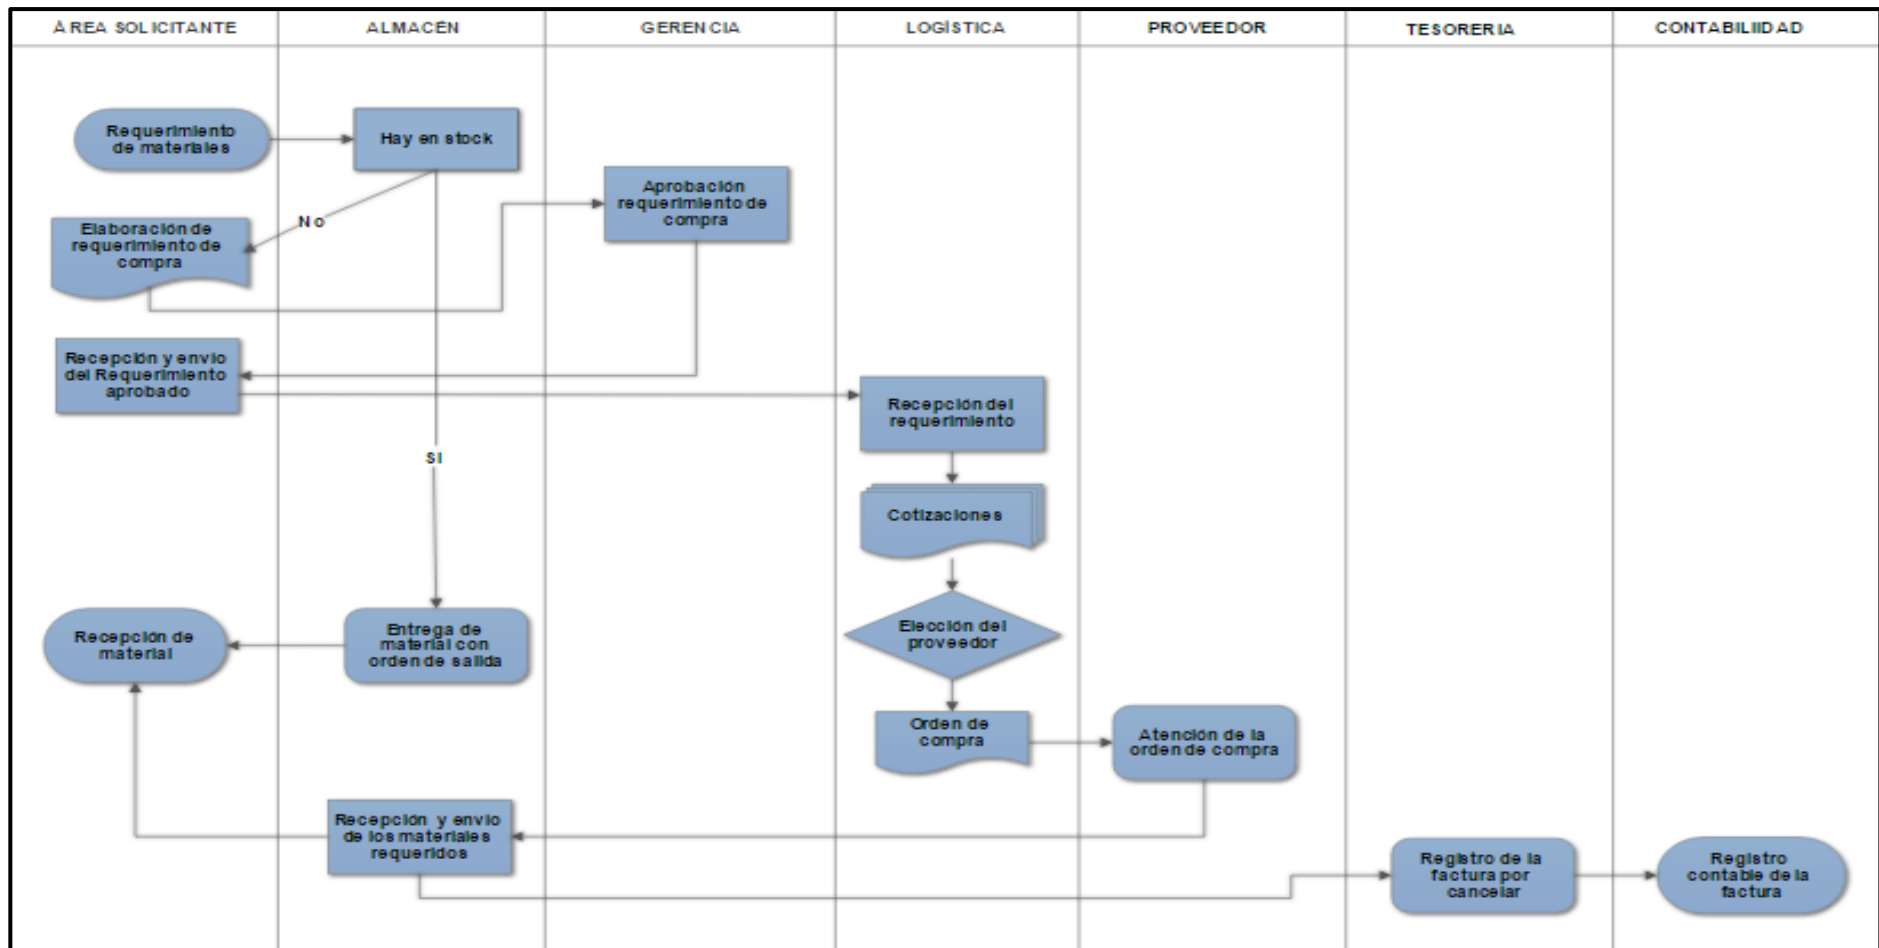 ÁREA SOLICITANTE
ALMACÉN
GERENCIA
LOGÍSTICA
PROVEEDOR
TESORERIA
CONTABILIIDAD
Requerimiento
de materiales
Hay en stock
Aprobación
requerimiento de
compra
No
Elaboración de
requerimiento de
compra
Recepción y envio
del Requerimiento
aprobado
Recepción del
requerimiento
SI
Cotizaciones
Recepción de
material
Entrega de
material con
orden de salida
Elección del
proveedor
Orden de
compra
Atención de la
orden de compra
Recepción y envio
de los materiales
requeridos
Registro de la
factura por
cancelar
Registro
contable de la
factura